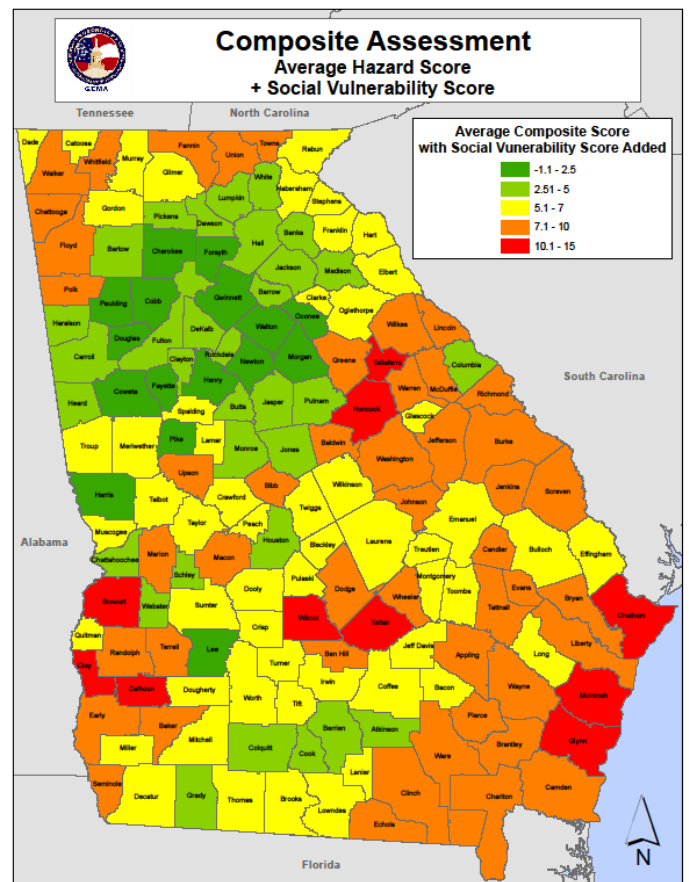 Composite Assessment
Average Hazard Score
+ Social Vulnerability Score
GEMA
Tennessee
North Carolina
Average Composite Score
with Social Vunerability Score Added
-1.1 - 2.5
2.51 - 5
5.1 - 7
7.1 - 10
10.1 - 15
Dade
Catoosa
Whitfield
Walker
Murray
Fannin
Union
Towns
Rabun
Gilmer
White
Habersham
Lumpkin
Stephens
Chattooga
Gordon
Pickens
Dawson
Banks
Franklin
Hart
Floyd
Bartow
Cherokee
Forsyth
Hall
Jackson
Madison
Elbert
Polk
Paulding
Cobb
Gwinnett
Barrow
Clarke
Oglethorpe
Oconee
Wilkes
Lincoln
Haralson
Douglas
Fulton
DeKalb
Walton
Carroll
Clayton
Rockdale
Newton
Morgan
Greene
Taliaferro
Columbia
South Carolina
Heard
Coweta
Fayette
Henry
Warren
McDuffie
Richmond
Spalding
Butts
Jasper
Putnam
Hancock
Glascock
Troup
Meriwether
Pike
Lamar
Monroe
Jones
Baldwin
Jefferson
Burke
Washington
Upson
Bibb
Wilkinson
Jenkins
Screven
Harris
Talbot
Crawford
Twiggs
Johnson
Taylor
Peach
Emanuel
Muscogee
Alabama
Houston
Bleckley
Laurens
Treutlen
Candler
Bulloch
Effingham
Chattahoochee
Marion
Macon
Schley
Pulaski
Montgomery
Dooly
Dodge
Wheeler
Toombs
Evans
Bryan
Stewart
Webster
Sumter
Wilcox
Telfair
Tattnall
Chatham
Crisp
Quitman
Randolph
Terrell
Lee
Ben Hill
Jeff Davis
Appling
Long
Liberty
Clay
Turner
Calhoun
Dougherty
Worth
Irwin
Tift
Coffee
Bacon
Wayne
McIntosh
Early
Baker
Pierce
Miller
Mitchell
Colquitt
Cook
Berrien
Atkinson
Ware
Brantley
Glynn
Seminole
Decatur
Grady
Thomas
Brooks
Lowndes
Lanier
Clinch
Echols
Charlton
Camden
Florida
N